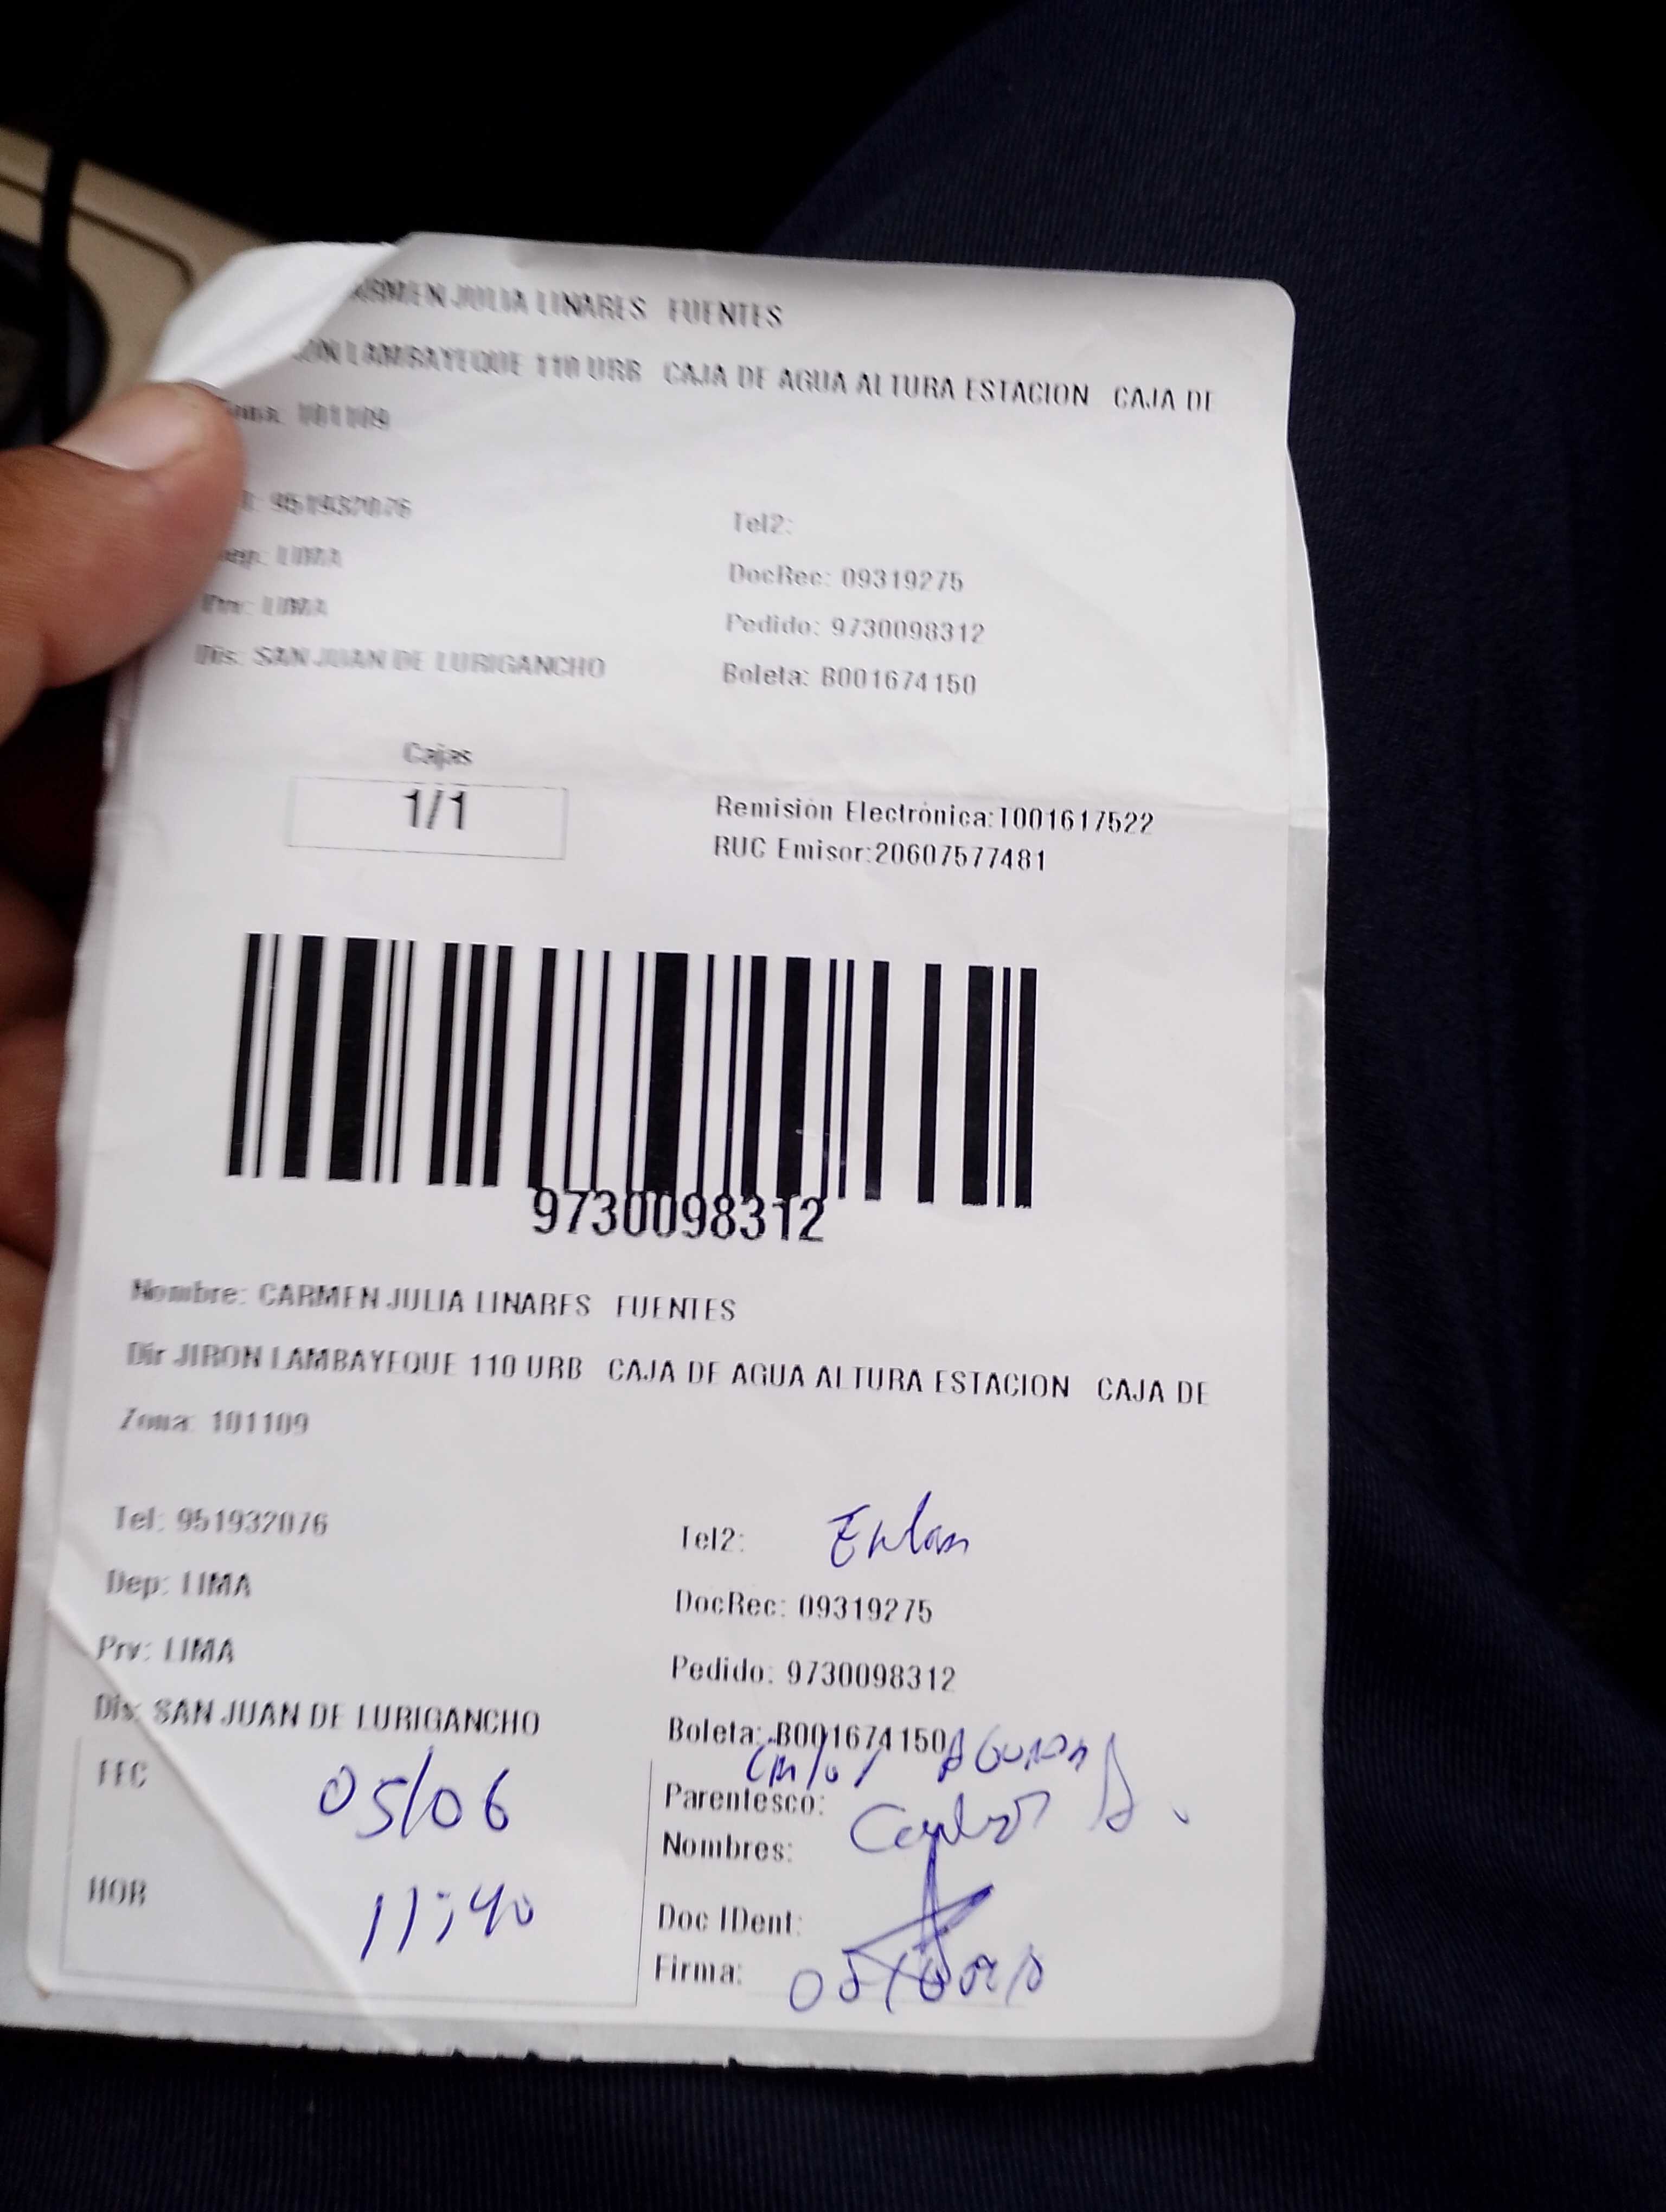 CARMEN JULIA LINARES FUENTES
LAMBAYEQUE 110 URB CAJA DE AGUA ALTURA ESTACION CAJA DE
Zona: 101109
951932076
Tel2:
Dep: LIMA
DocRec: 09319275
Prv: LIMA
Pedido: 9730098312
Dis: SAN JUAN DE LURIGANCHO
Boleta: B001674150
Cajas
1/1
Remisión Electrónica:T001617522
RUC Emisor:20607577481
9730098312
Nombre: CARMEN JULIA LINARES FUENTES
Dir JIRON LAMBAYEQUE 110 URB CAJA DE AGUA ALTURA ESTACION CAJA DE
Zona: 101109
Tel: 951932076
Tel2:
Dep: LIMA
DocRec: 09319275
Prv: LIMA
Pedido: 9730098312
Dis: SAN JUAN DE LURIGANCHO
Boleta: B001674150
FEC 05/06
Parentesco:
Nombres:
HOR 11:40
Doc IDent:
Firma: